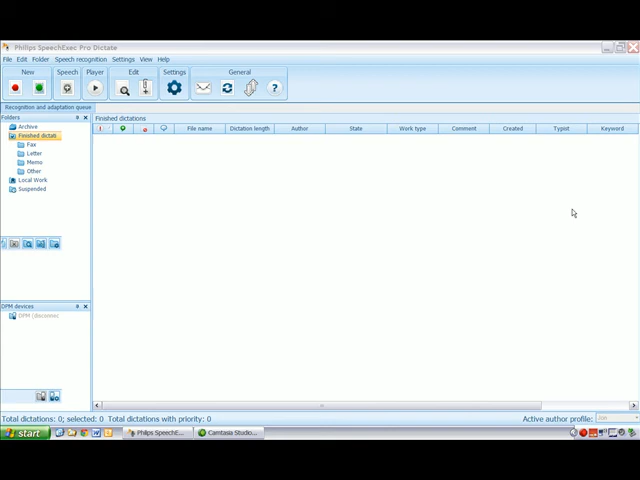 Philips SpeechExec Pro Dictate
File Edit Folder Speech recognition Settings View Help
New Speech Player Edit Settings General
Recognition and adaptation queue
Folders
Archive
Finished dictati
Fax
Letter
Memo
Other
Local Work
Suspended
Finished dictations
File name Dictation length Author State Work type Comment Created Typist Keyword
DPM devices
DPM (disconnec
Total dictations: 0; selected: 0 Total dictations with priority: 0
Active author profile: Jon
start
Philips SpeechE...
Camtasia Studio...